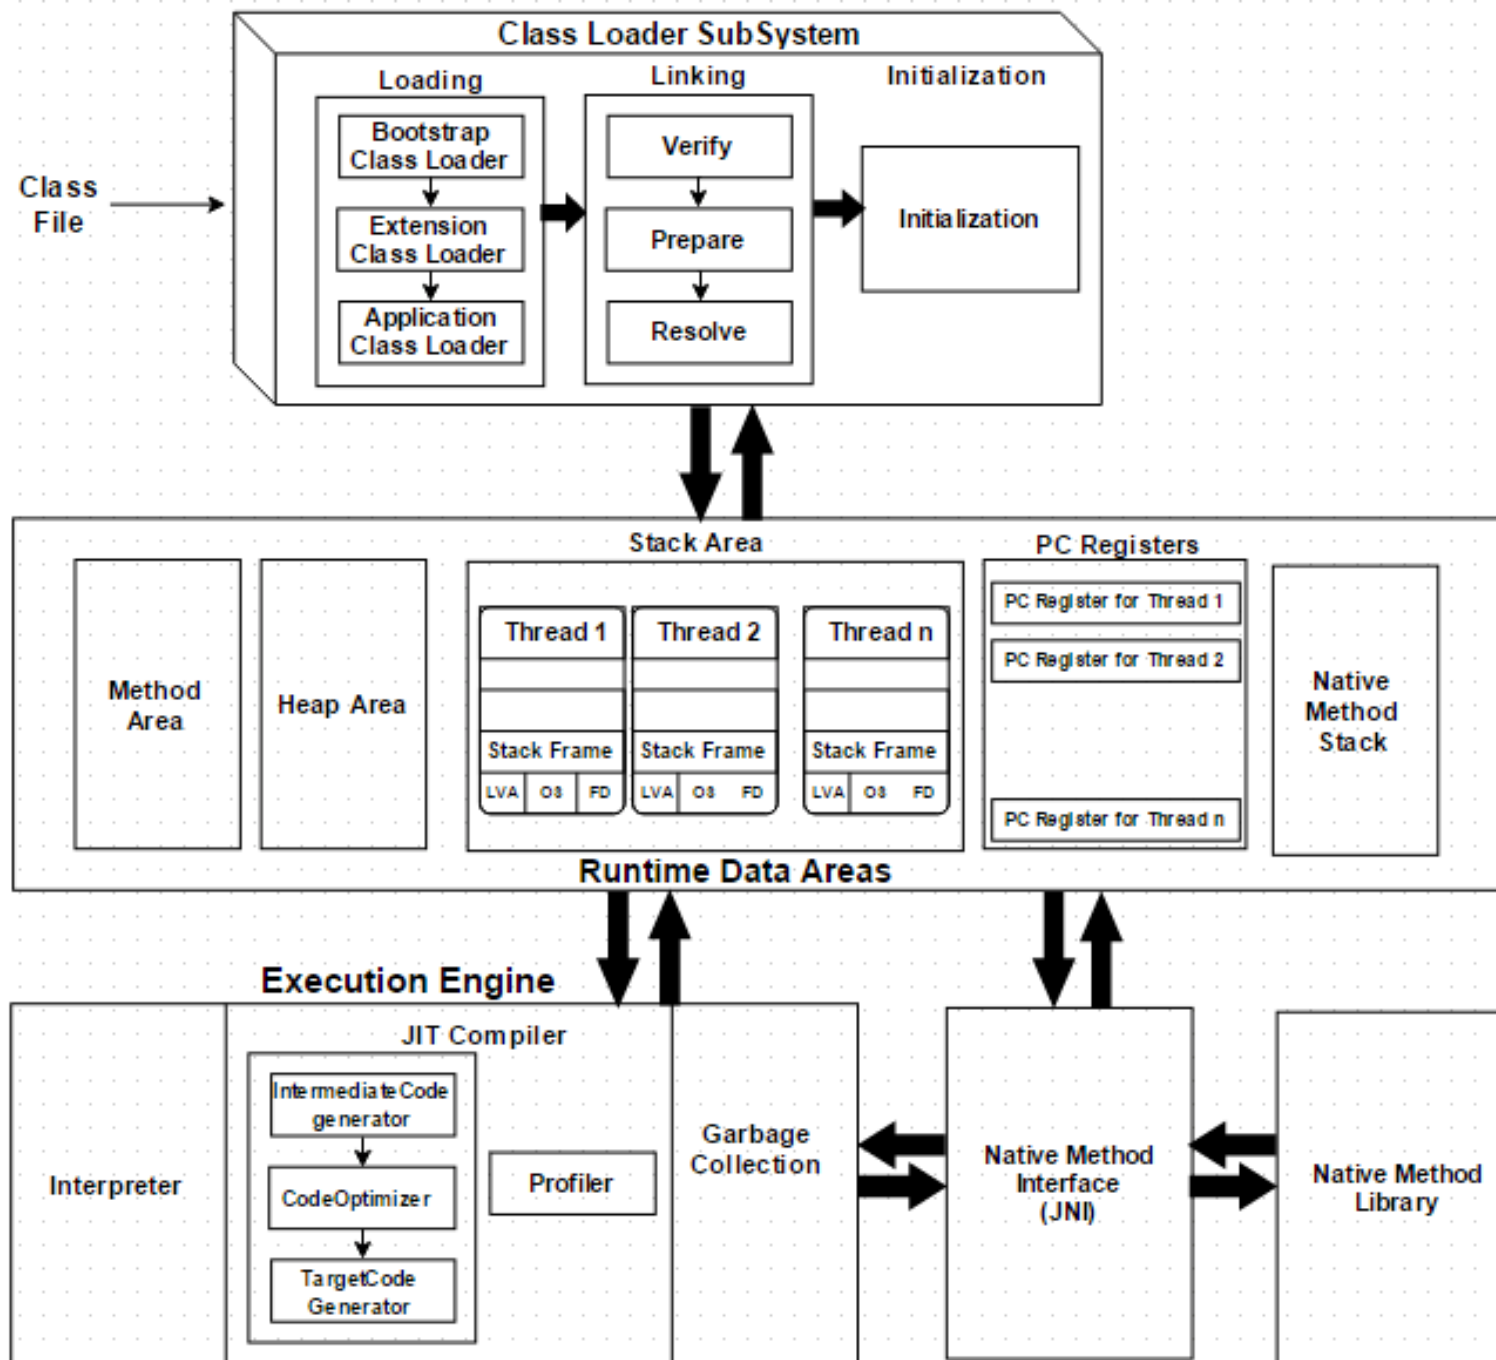 Class Loader SubSystem
Loading
Linking
Initialization
Bootstrap
Class Loader
Extension
Class Loader
Application
Class Loader
Verify
Prepare
Resolve
Initialization
Class
File
Stack Area
PC Registers
Method
Area
Heap Area
Thread 1
Thread 2
Thread n
Stack Frame
Stack Frame
Stack Frame
LVA OS FD
LVA OS FD
LVA OS FD
PC Register for Thread 1
PC Register for Thread 2
PC Register for Thread n
Native
Method
Stack
Runtime Data Areas
Execution Engine
Interpreter
JIT Compiler
IntermediateCode
generator
CodeOptimizer
TargetCode
Generator
Profiler
Garbage
Collection
Native Method
Interface
(JNI)
Native Method
Library